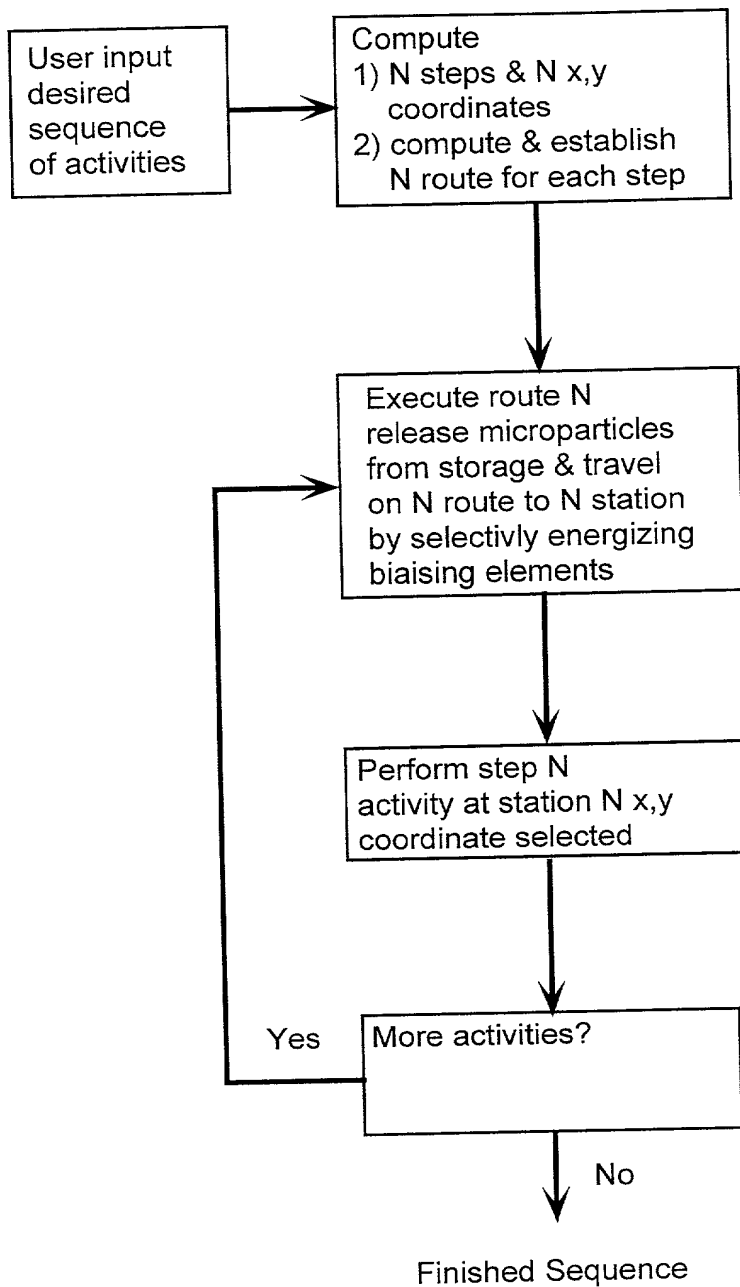 User input
desired
sequence
of activities
Compute
1) N steps & N x,y
coordinates
2) compute & establish
N route for each step
Execute route N
release microparticles
from storage & travel
on N route to N station
by selectivly energizing
biaising elements
Perform step N
activity at station N x,y
coordinate selected
More activities?
Yes
No
Finished Sequence